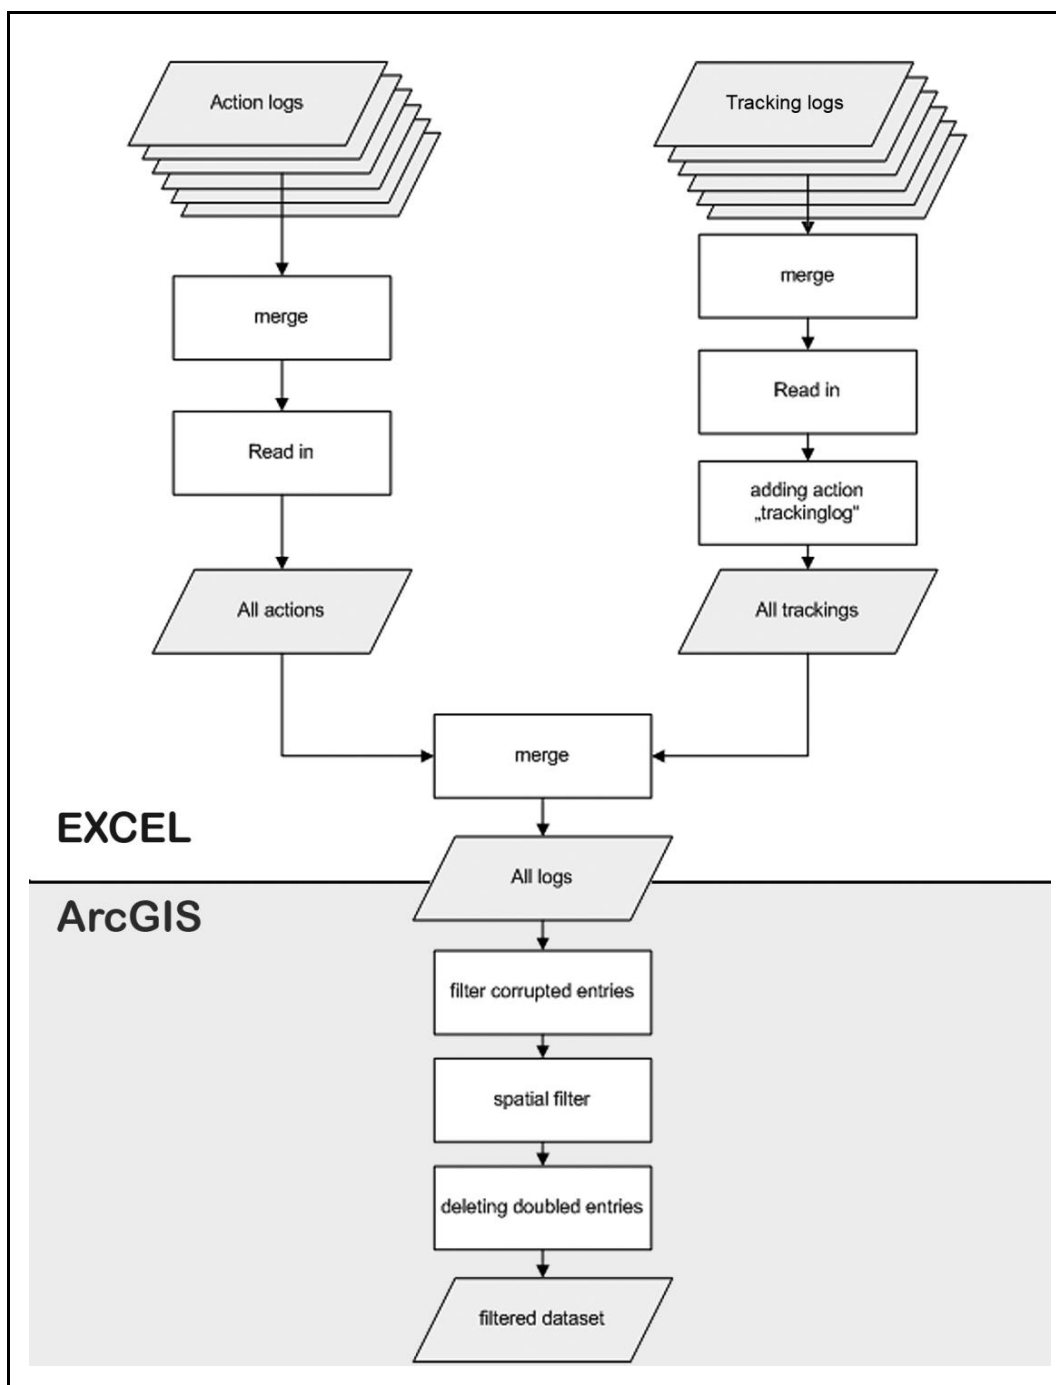 Action logs
Tracking logs
merge
merge
Read in
Read in
adding action
„trackinglog“
All actions
All trackings
merge
EXCEL
All logs
ArcGIS
filter corrupted entries
spatial filter
deleting doubled entries
filtered dataset